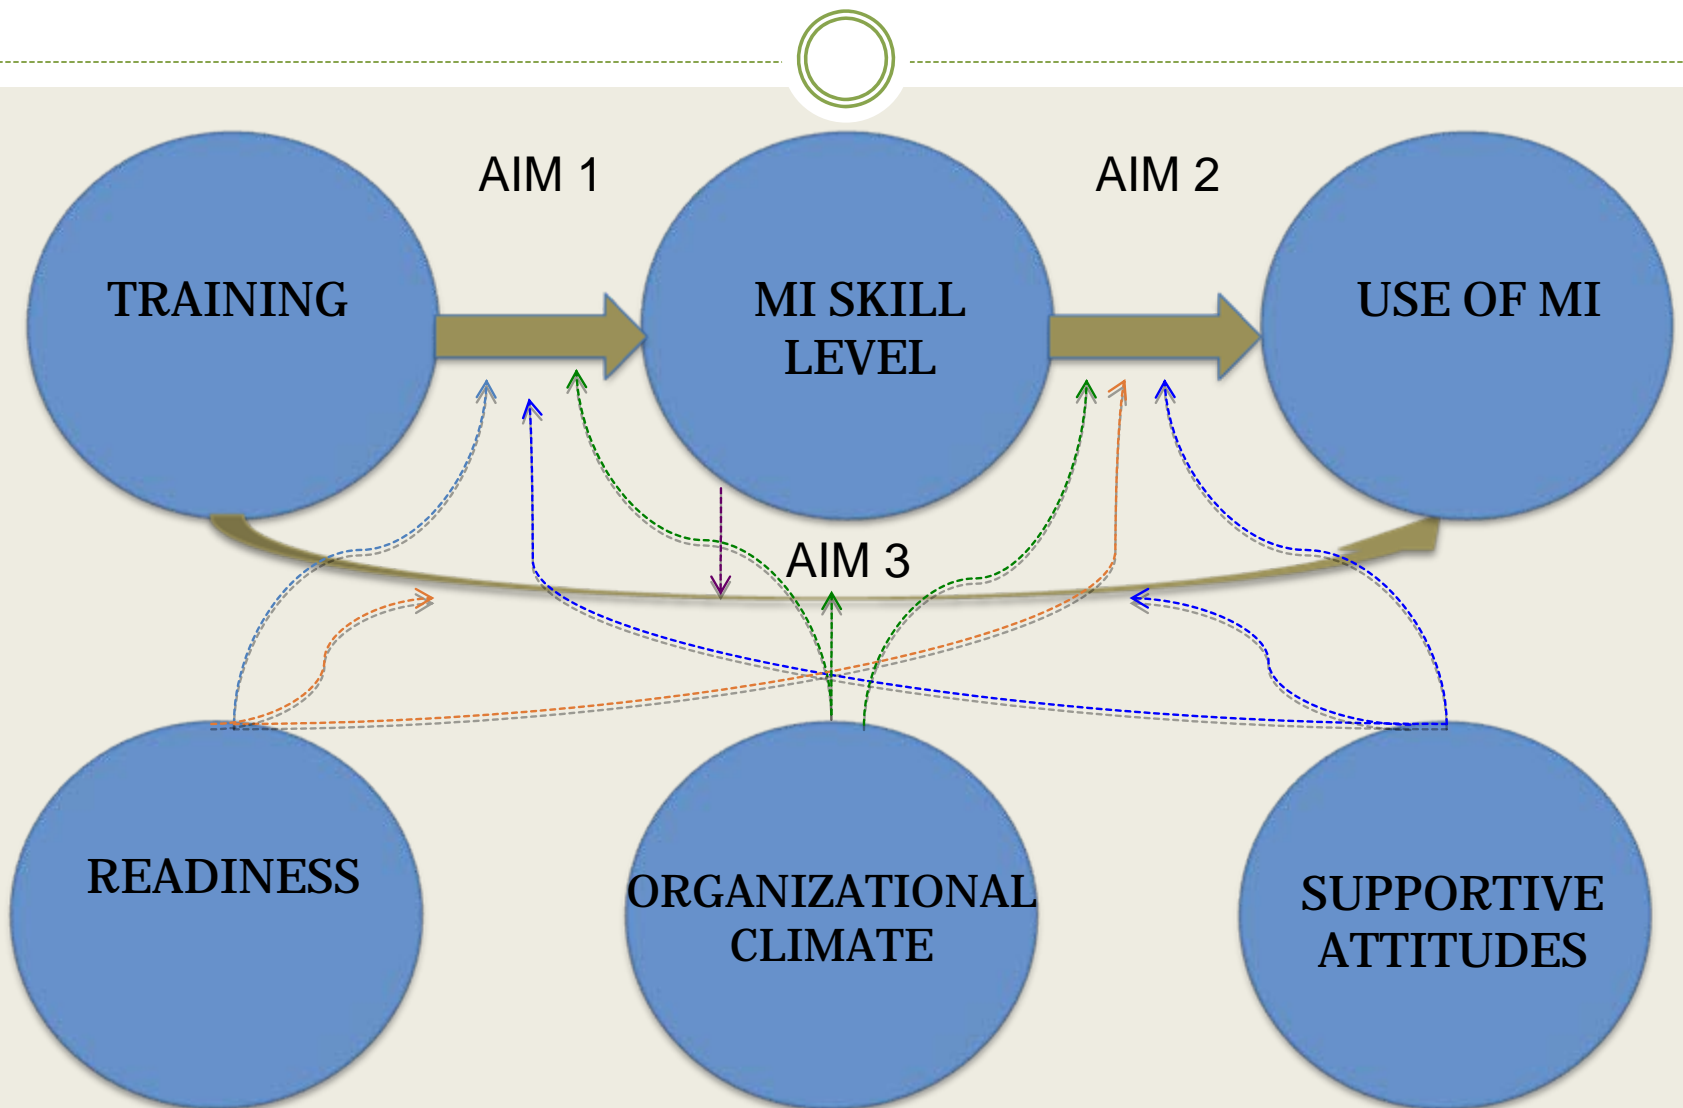 AIM 1
AIM 2
TRAINING
MI SKILL
LEVEL
USE OF MI
AIM 3
READINESS
ORGANIZATIONAL
CLIMATE
SUPPORTIVE
ATTITUDES